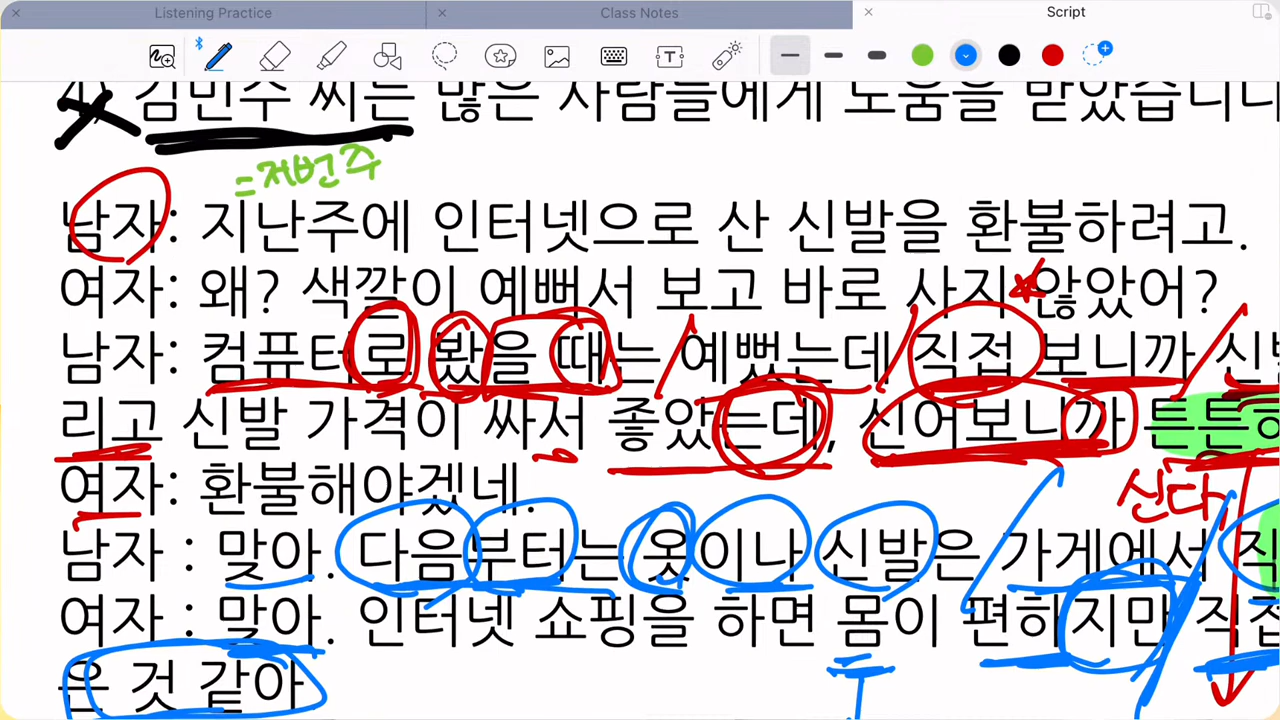 Listening Practice
Class Notes
Script
김민수 씨는 많은 사람들에게 도움을 받았습니
=저번주
남자: 지난주에 인터넷으로 산 신발을 환불하려고.
여자: 왜? 색깔이 예뻐서 보고 바로 사지 않았어?
남자: 컴퓨터로 봤을 때는 예뻤는데 직접 보니까 신발
리고 신발 가격이 싸서 좋았는데, 신어보니까 튼튼하
여자: 환불해야겠네.
신다
남자 : 맞아. 다음부터는 옷이나 신발은 가게에서 직
여자 : 맞아. 인터넷 쇼핑을 하면 몸이 편하지만 직접
은 것 같아